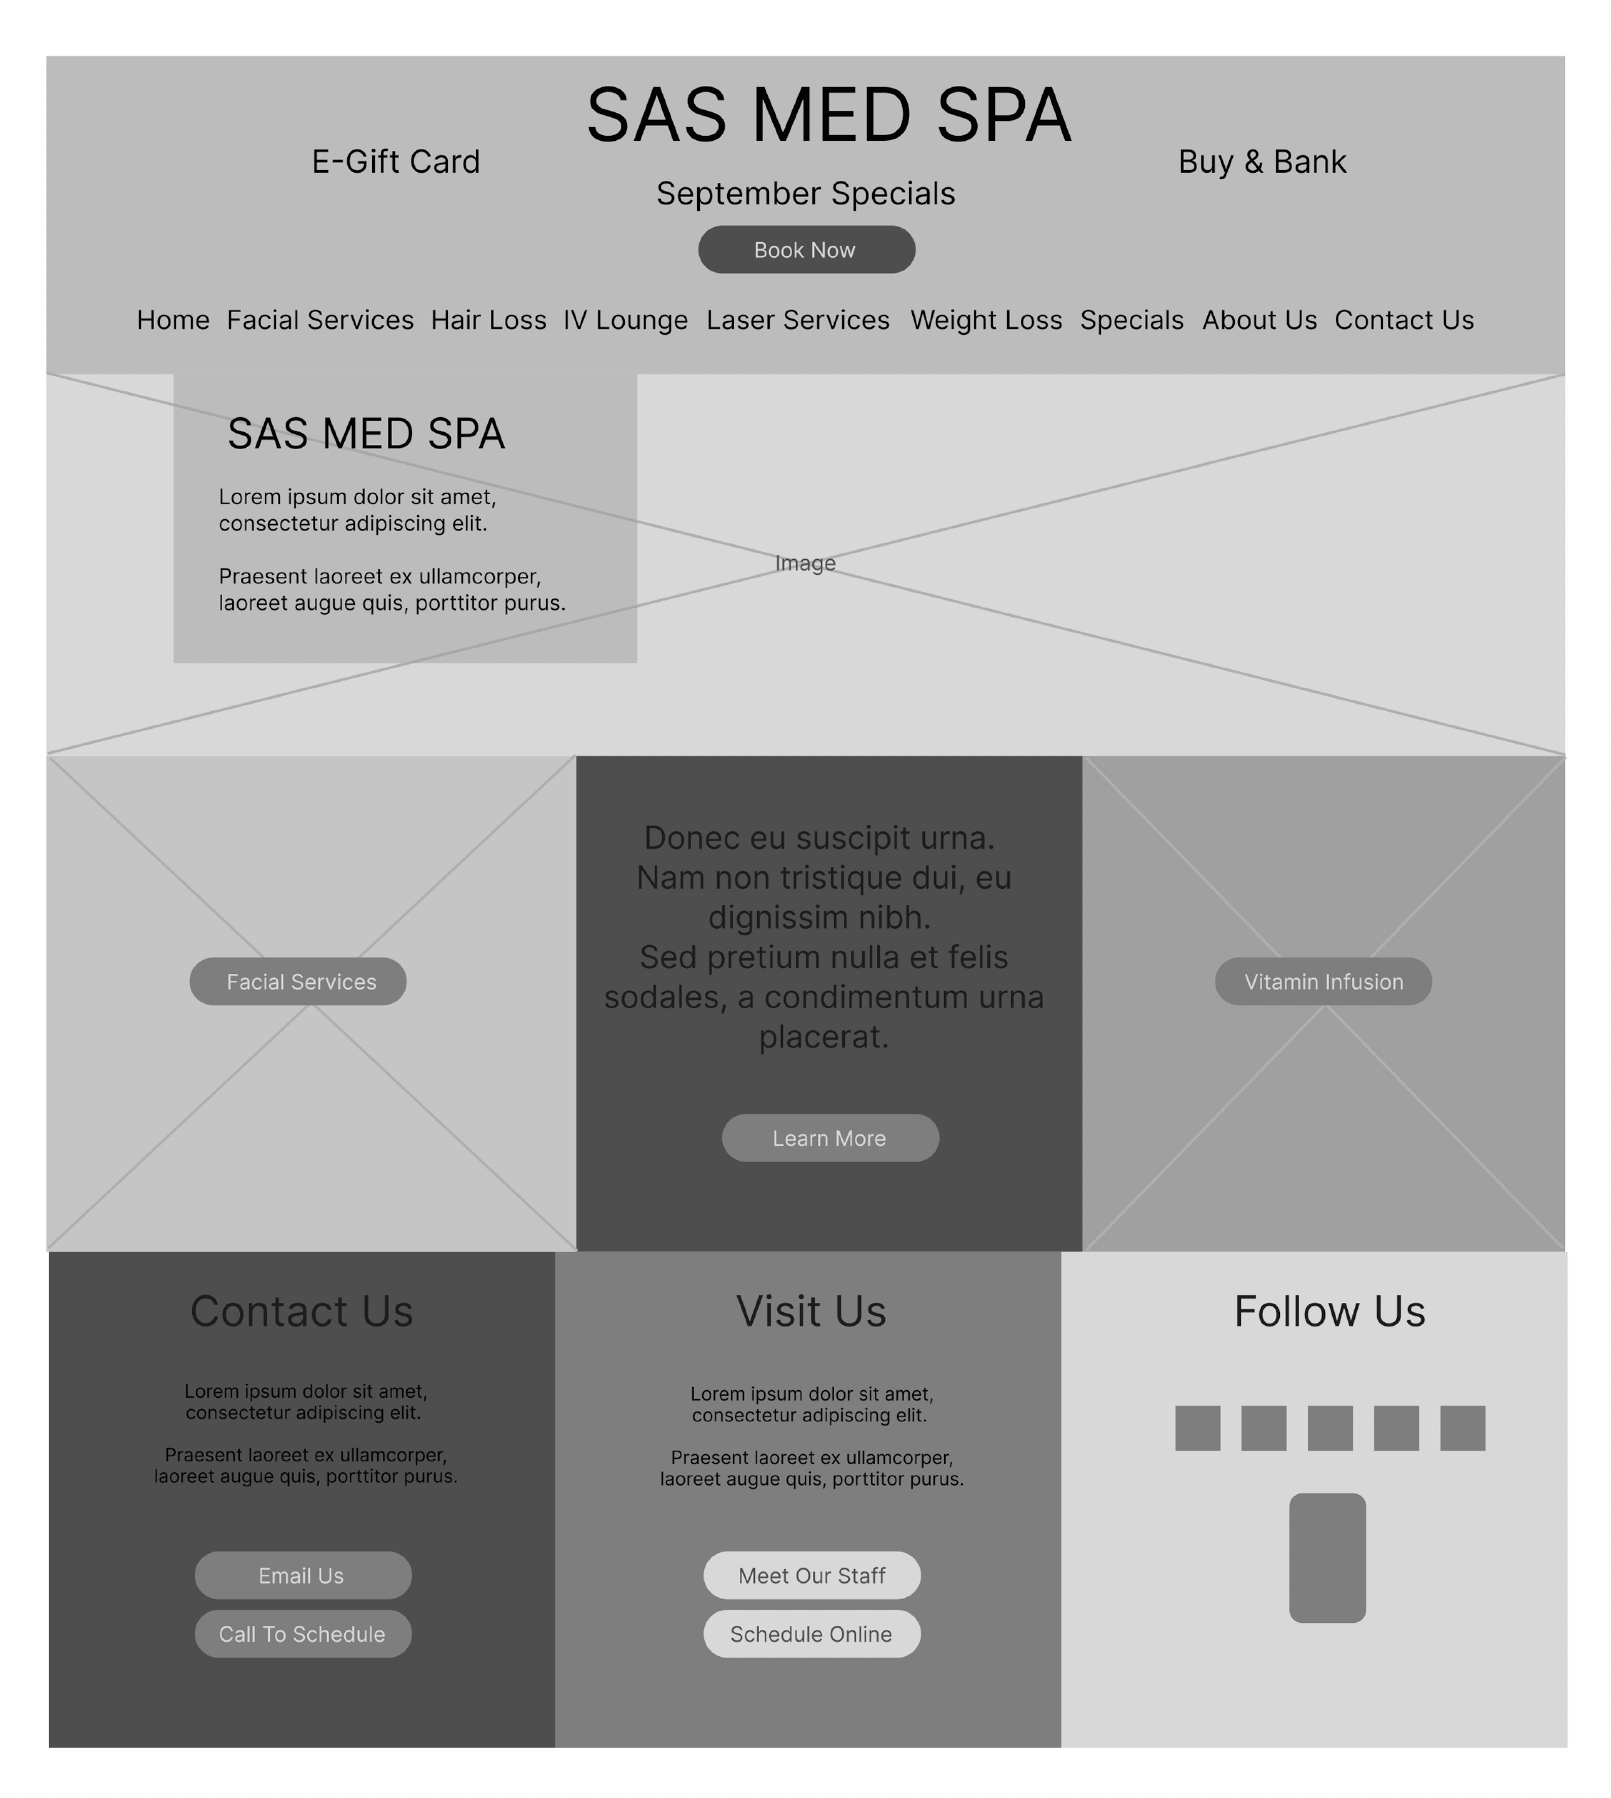 SAS MED SPA
E-Gift Card
Buy & Bank
September Specials
Book Now
Home Facial Services Hair Loss IV Lounge Laser Services Weight Loss Specials About Us Contact Us
SAS MED SPA
Lorem ipsum dolor sit amet,
consectetur adipiscing elit.
Praesent laoreet ex ullamcorper,
laoreet augue quis, porttitor purus.
Image
Facial Services
Donec eu suscipit urna.
Nam non tristique dui, eu
dignissim nibh.
Sed pretium nulla et felis
sodales, a condimentum urna
placerat.
Learn More
Vitamin Infusion
Contact Us
Lorem ipsum dolor sit amet,
consectetur adipiscing elit.
Praesent laoreet ex ullamcorper,
laoreet augue quis, porttitor purus.
Email Us
Call To Schedule
Visit Us
Lorem ipsum dolor sit amet,
consectetur adipiscing elit.
Praesent laoreet ex ullamcorper,
laoreet augue quis, porttitor purus.
Meet Our Staff
Schedule Online
Follow Us